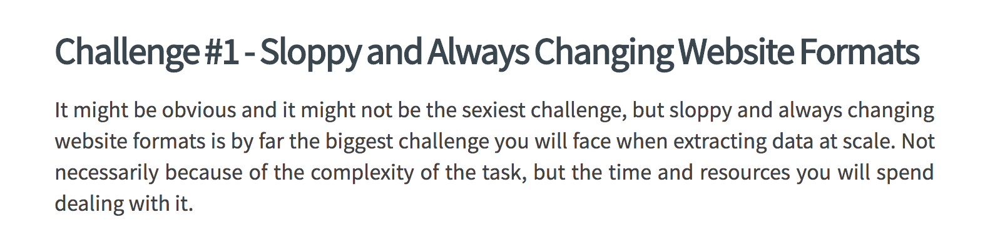 Challenge #1 - Sloppy and Always Changing Website Formats
It might be obvious and it might not be the sexiest challenge, but sloppy and always changing
website formats is by far the biggest challenge you will face when extracting data at scale. Not
necessarily because of the complexity of the task, but the time and resources you will spend
dealing with it.